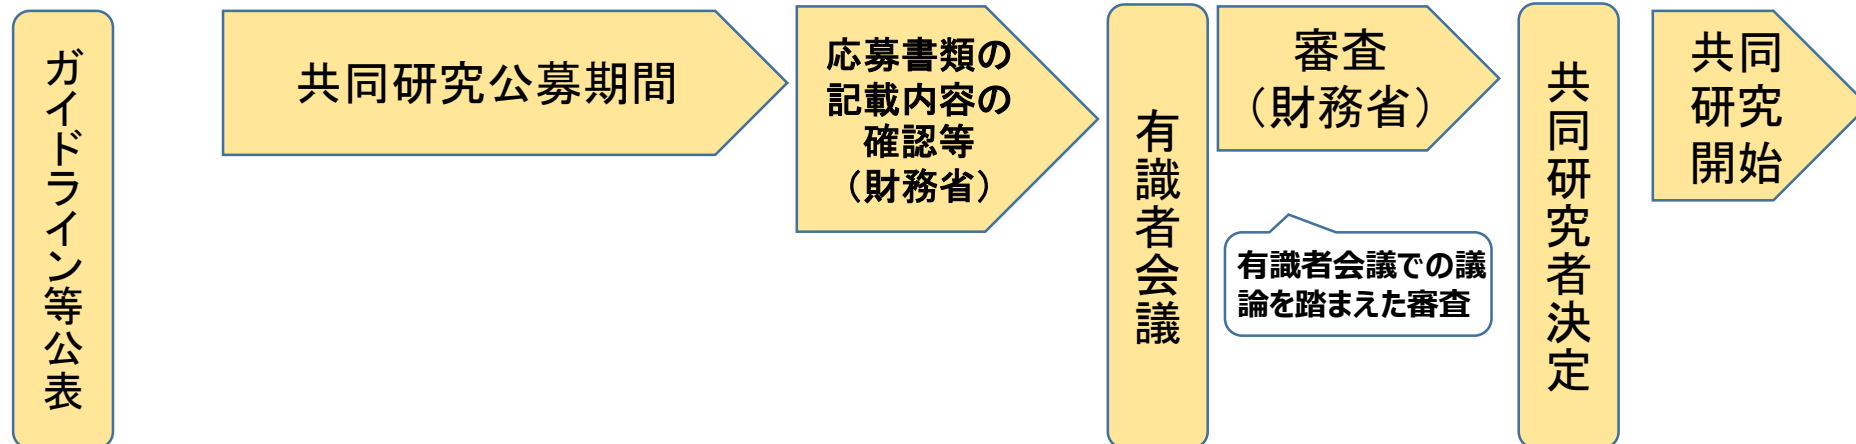 ガイドライン等公表
共同研究公募期間
応募書類の
記載内容の
確認等
（財務省）
有識者会議
審査
（財務省）
有識者会議での議
論を踏まえた審査
共同研究者決定
共同
研究
開始